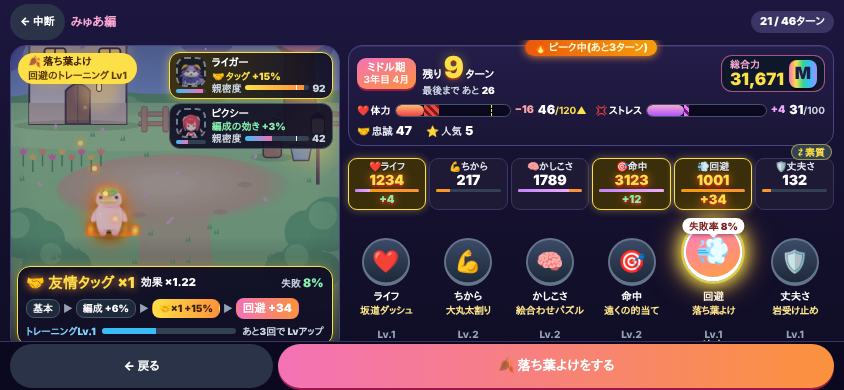 ← 中断 みゅあ編
21 / 46ターン
落ち葉よけ
回避のトレーニング Lv1
ライガー
タッグ +15%
親密度 92
ピクシー
編成の効き +3%
親密度 42
友情タッグ ×1 効果 ×1.22 失敗 8%
基本 ▶ 編成 +6% ▶ ×1 +15% ▶ 回避 +34
トレーニングLv.1 あと3回で Lvアップ
ピーク中(あと3ターン)
ミドル期
3年目 4月
残り 9 ターン
最後まで あと 26
総合力
31,671 M
体力 −16 46/120▲ ストレス +4 31/100
忠誠 47 人気 5
素質
ライフ
1234
+4
ちから
217
かしこさ
1789
命中
3123
+12
回避
1001
+34
丈夫さ
132
失敗率 8%
ライフ
坂道ダッシュ
Lv.1
ちから
大丸太割り
Lv.2
かしこさ
絵合わせパズル
Lv.2
命中
遠くの的当て
Lv.2
回避
落ち葉よけ
Lv.1
丈夫さ
岩受け止め
Lv.1
← 戻る
落ち葉よけをする